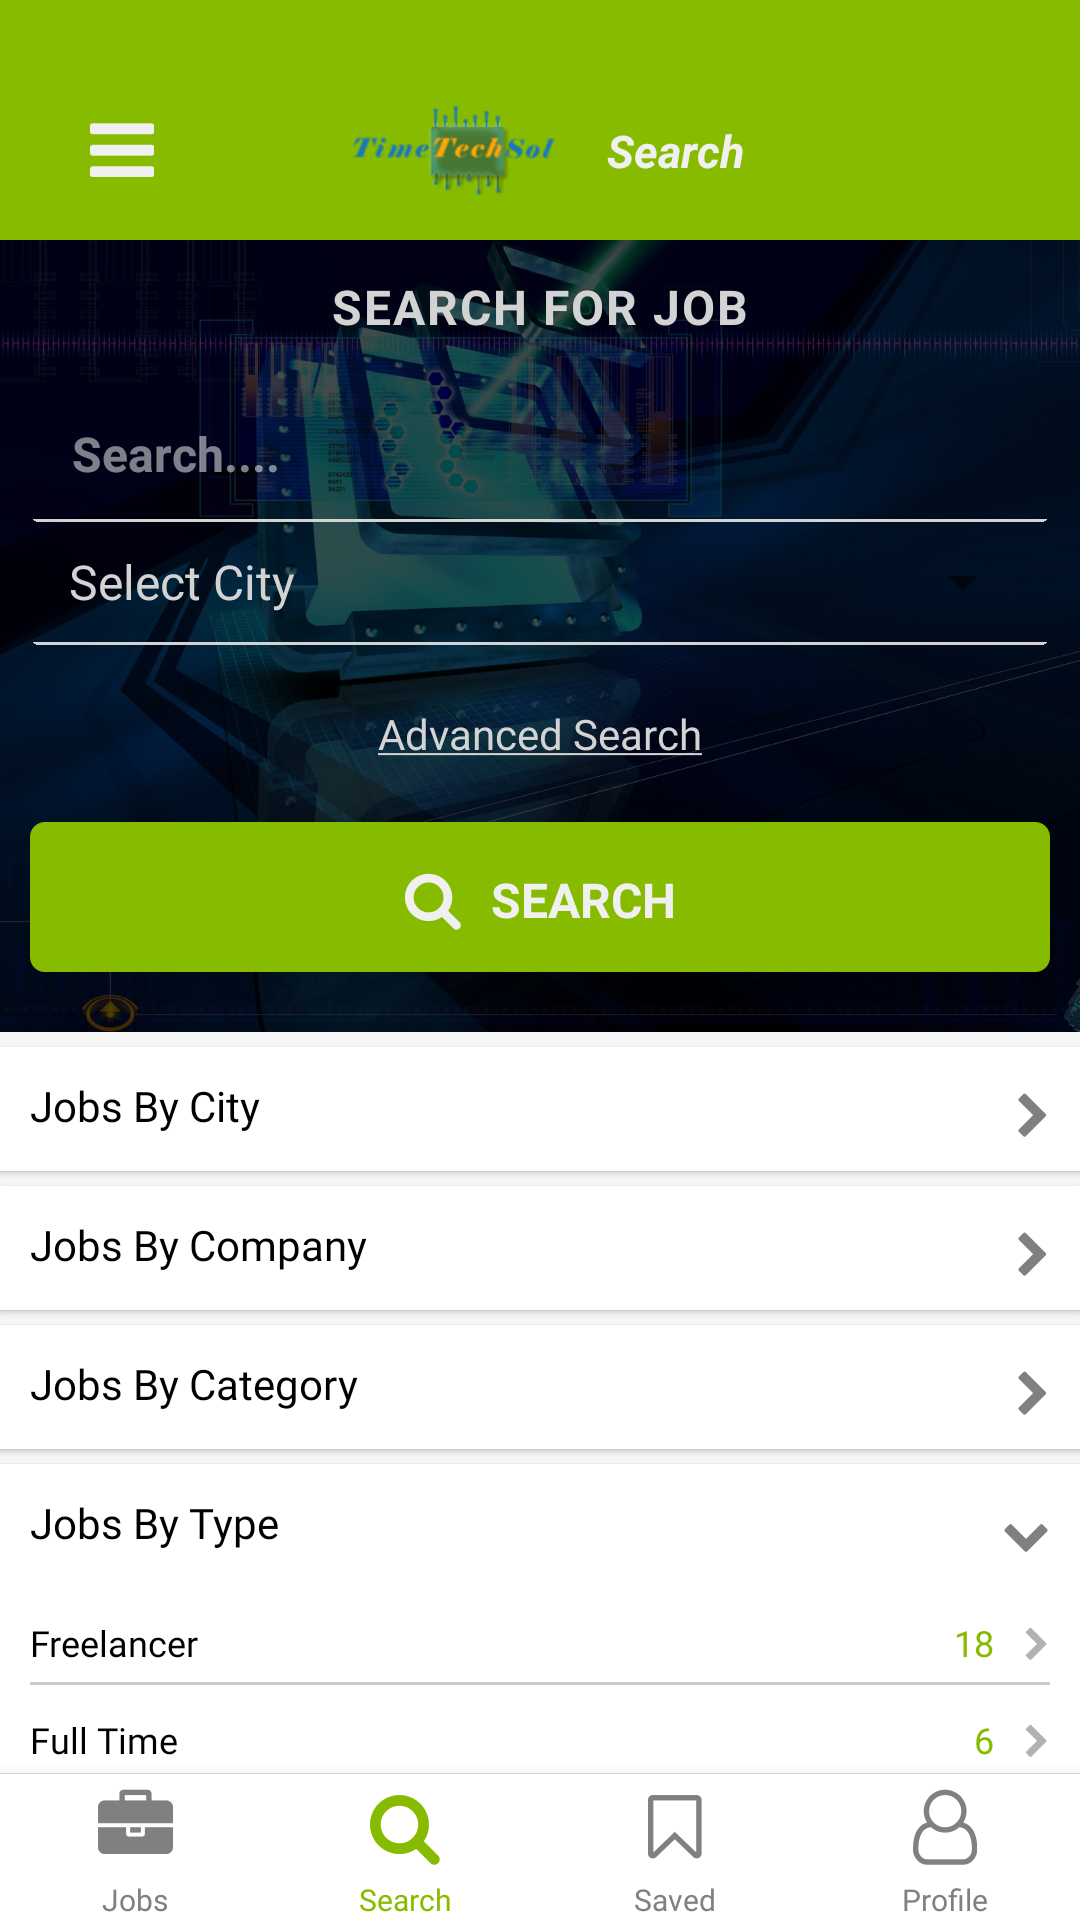 TimeTechSol
Search
SEARCH FOR JOB
Search....
Select City
Advanced Search
SEARCH
Jobs By City
Jobs By Company
Jobs By Category
Jobs By Type
Freelancer 18
Full Time 6
Jobs Search Saved Profile